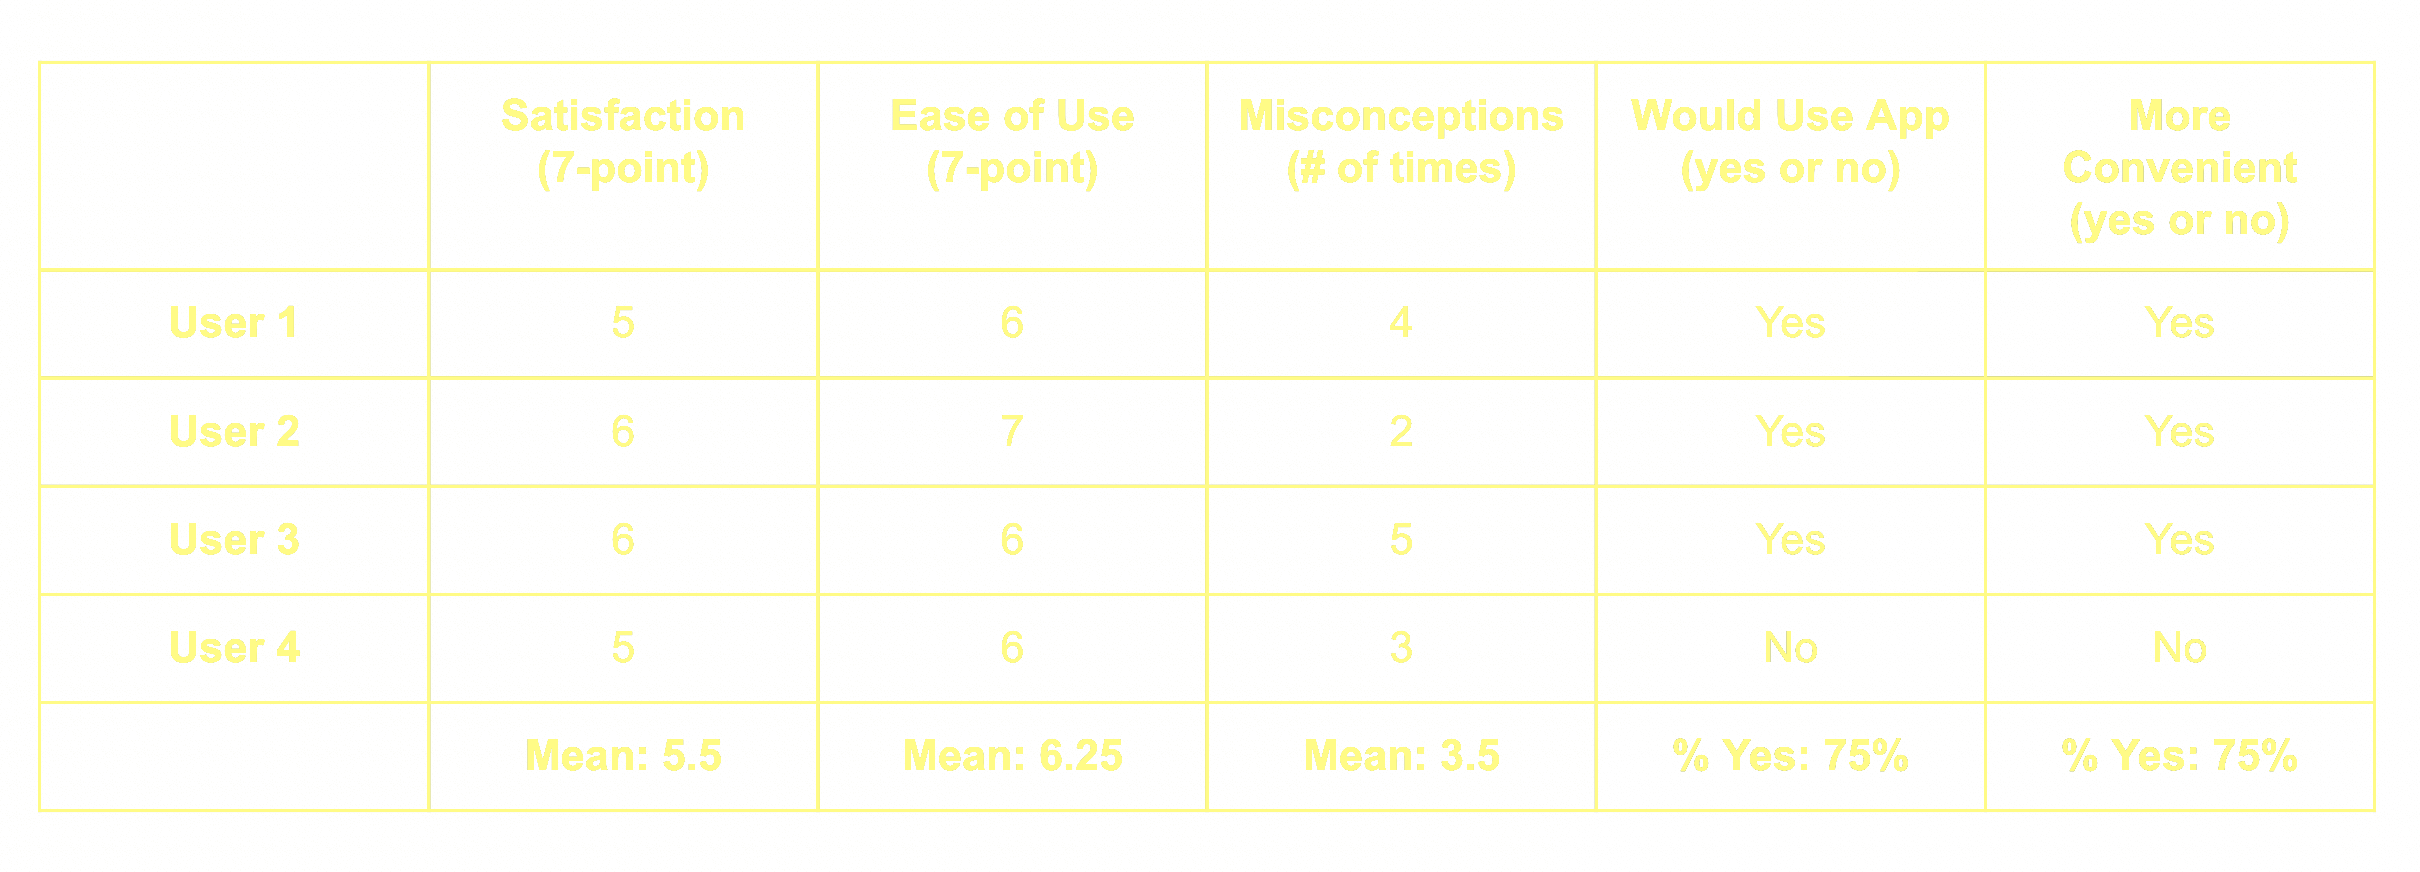 Satisfaction
(7-point)
Ease of Use
(7-point)
Misconceptions
(# of times)
Would Use App
(yes or no)
More
Convenient
(yes or no)
User 1
5
6
4
Yes
Yes
User 2
6
7
2
Yes
Yes
User 3
6
6
5
Yes
Yes
User 4
5
6
3
No
No
Mean: 5.5
Mean: 6.25
Mean: 3.5
% Yes: 75%
% Yes: 75%